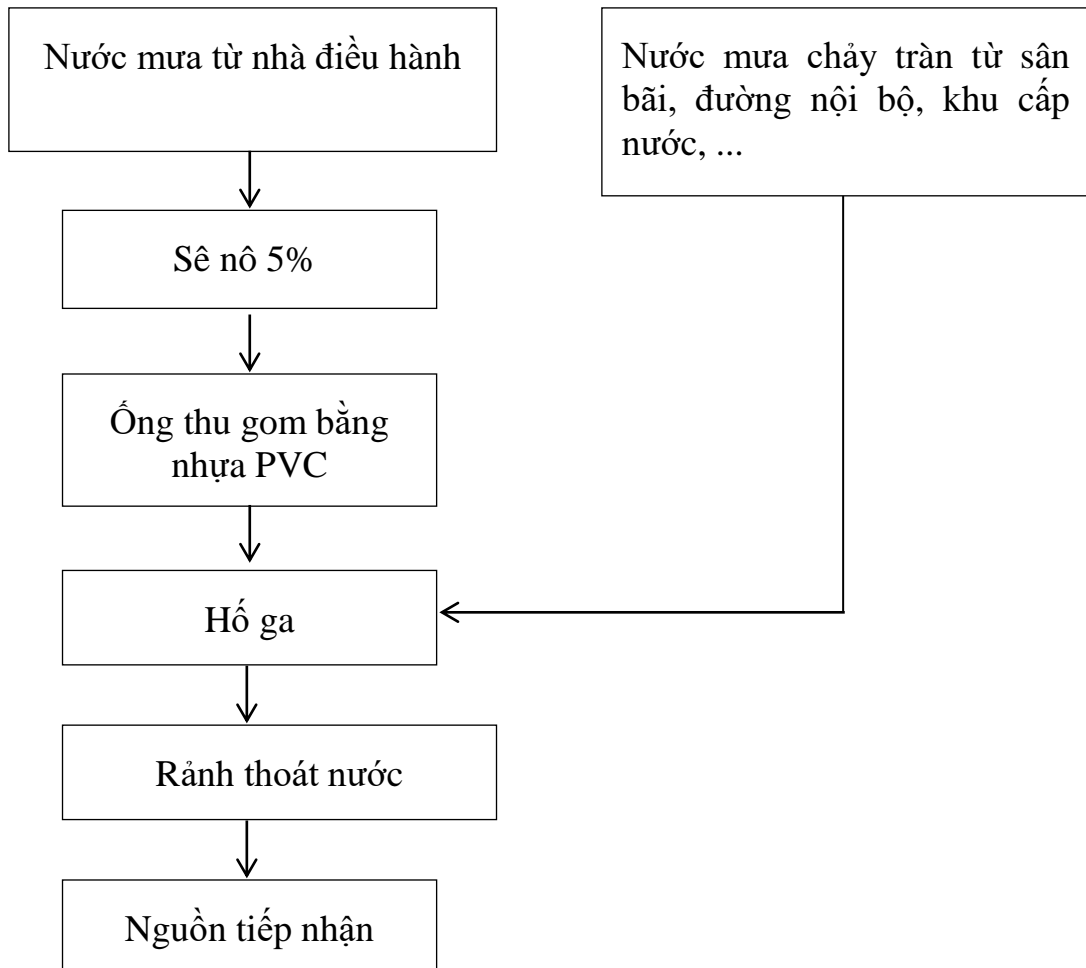 Nước mưa từ nhà điều hành
Nước mưa chảy tràn từ sân
bãi, đường nội bộ, khu cấp
nước, ...
Sê nô 5%
Ống thu gom bằng
nhựa PVC
Hố ga
Rảnh thoát nước
Nguồn tiếp nhận